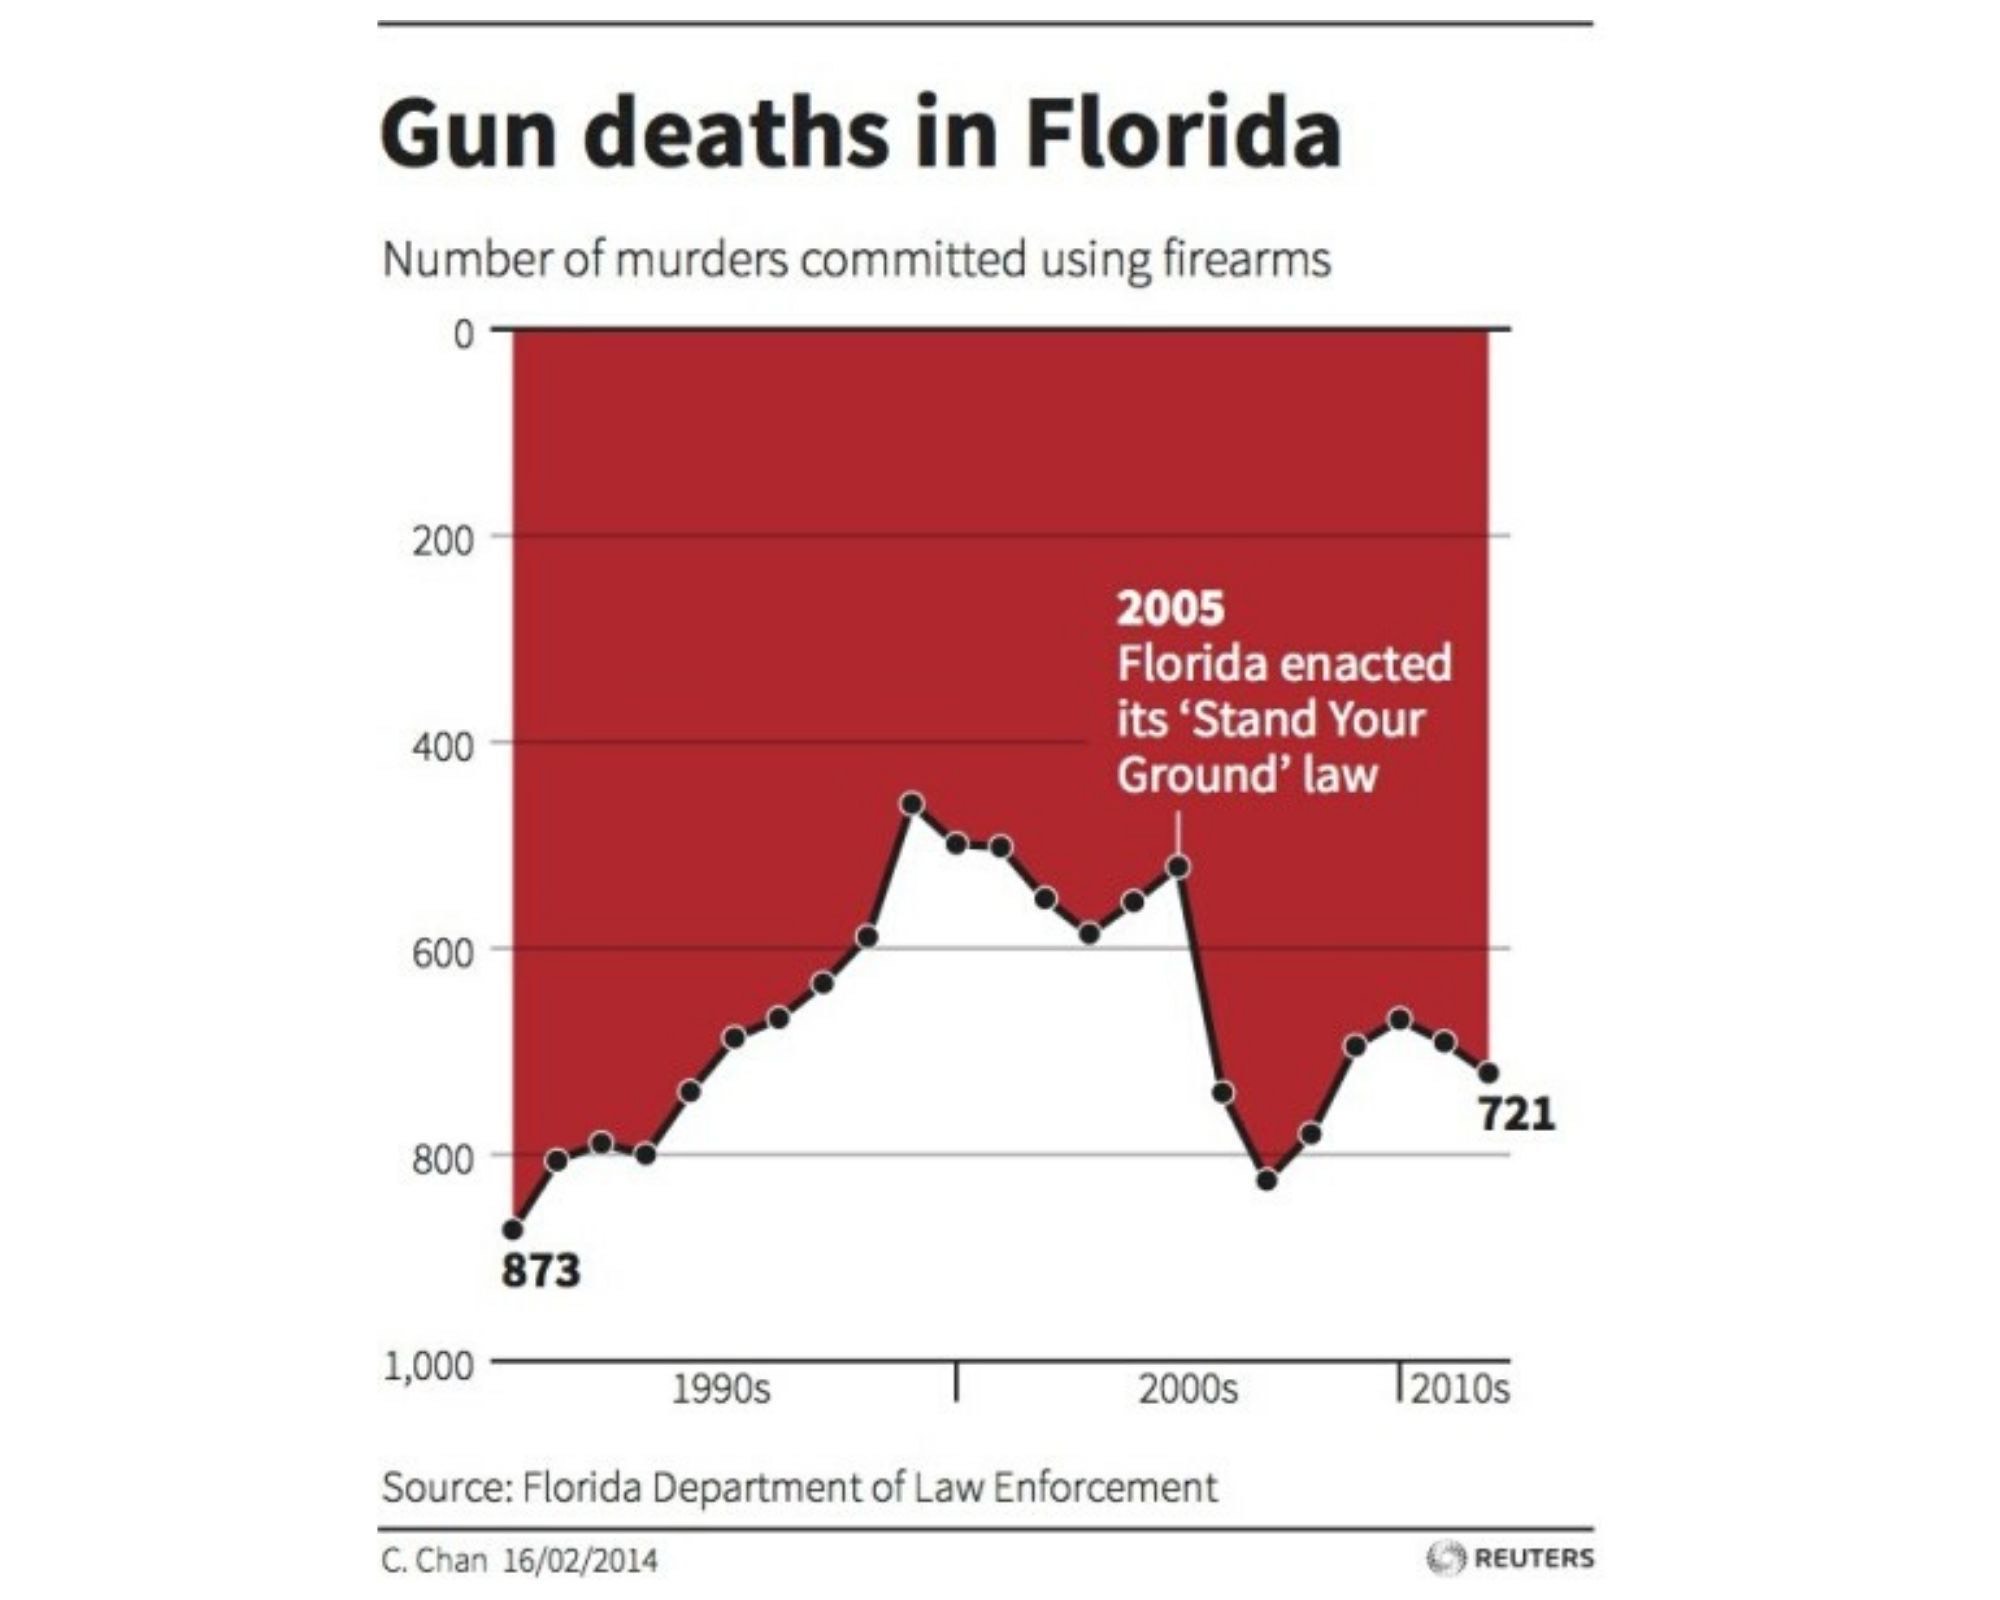 Gun deaths in Florida
Number of murders committed using firearms
0
200
400
600
800
1,000
2005
Florida enacted
its ‘Stand Your
Ground’ law
873
721
1990s
2000s
2010s
Source: Florida Department of Law Enforcement
C. Chan 16/02/2014
REUTERS